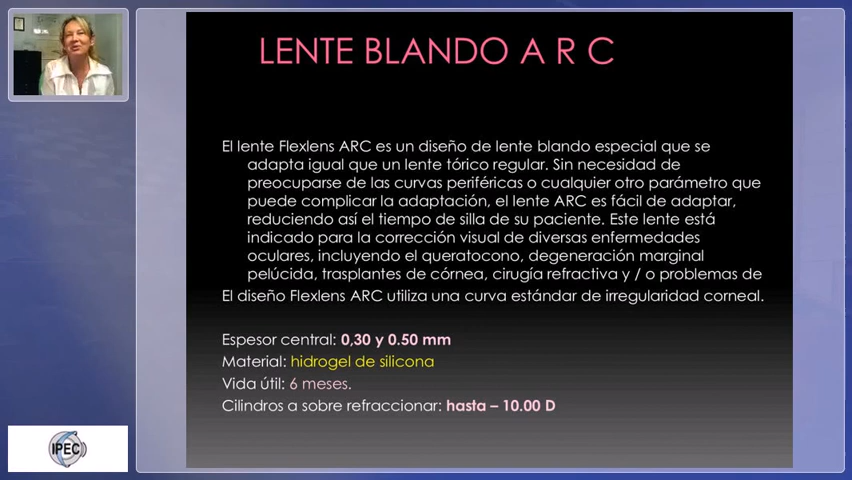 LENTE BLANDO A R C
El lente Flexlens ARC es un diseño de lente blando especial que se
adapta igual que un lente tórico regular. Sin necesidad de
preocuparse de las curvas periféricas o cualquier otro parámetro que
puede complicar la adaptación, el lente ARC es fácil de adaptar,
reduciendo así el tiempo de silla de su paciente. Este lente está
indicado para la corrección visual de diversas enfermedades
oculares, incluyendo el queratocono, degeneración marginal
pelúcida, trasplantes de córnea, cirugía refractiva y / o problemas de
El diseño Flexlens ARC utiliza una curva estándar de irregularidad corneal.
Espesor central: 0,30 y 0.50 mm
Material: hidrogel de silicona
Vida útil: 6 meses.
Cilindros a sobre refraccionar: hasta – 10.00 D
IPEC